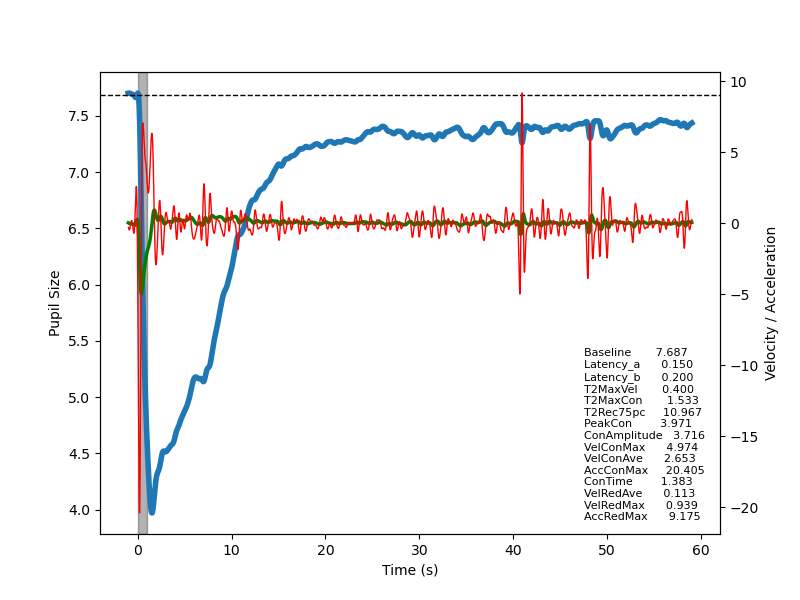 7.5
7.0
6.5
6.0
5.5
5.0
4.5
4.0
Pupil Size
10
5
0
−5
−10
−15
−20
Velocity / Acceleration
Baseline 7.687
Latency_a 0.150
Latency_b 0.200
T2MaxVel 0.400
T2MaxCon 1.533
T2Rec75pc 10.967
PeakCon 3.971
ConAmplitude 3.716
VelConMax 4.974
VelConAve 2.653
AccConMax 20.405
ConTime 1.383
VelRedAve 0.113
VelRedMax 0.939
AccRedMax 9.175
0 10 20 30 40 50 60
Time (s)